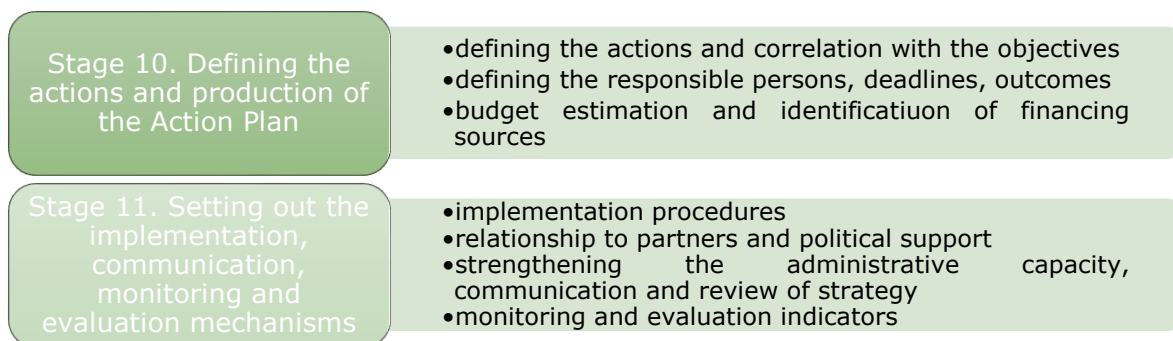 Stage 10. Defining the
actions and production of
the Action Plan
•defining the actions and correlation with the objectives
•defining the responsible persons, deadlines, outcomes
•budget estimation and identificatiuon of financing
sources
Stage 11. Setting out the
implementation,
communication,
monitoring and
evaluation mechanisms
•implementation procedures
•relationship to partners and political support
•strengthening the administrative capacity,
communication and review of strategy
•monitoring and evaluation indicators